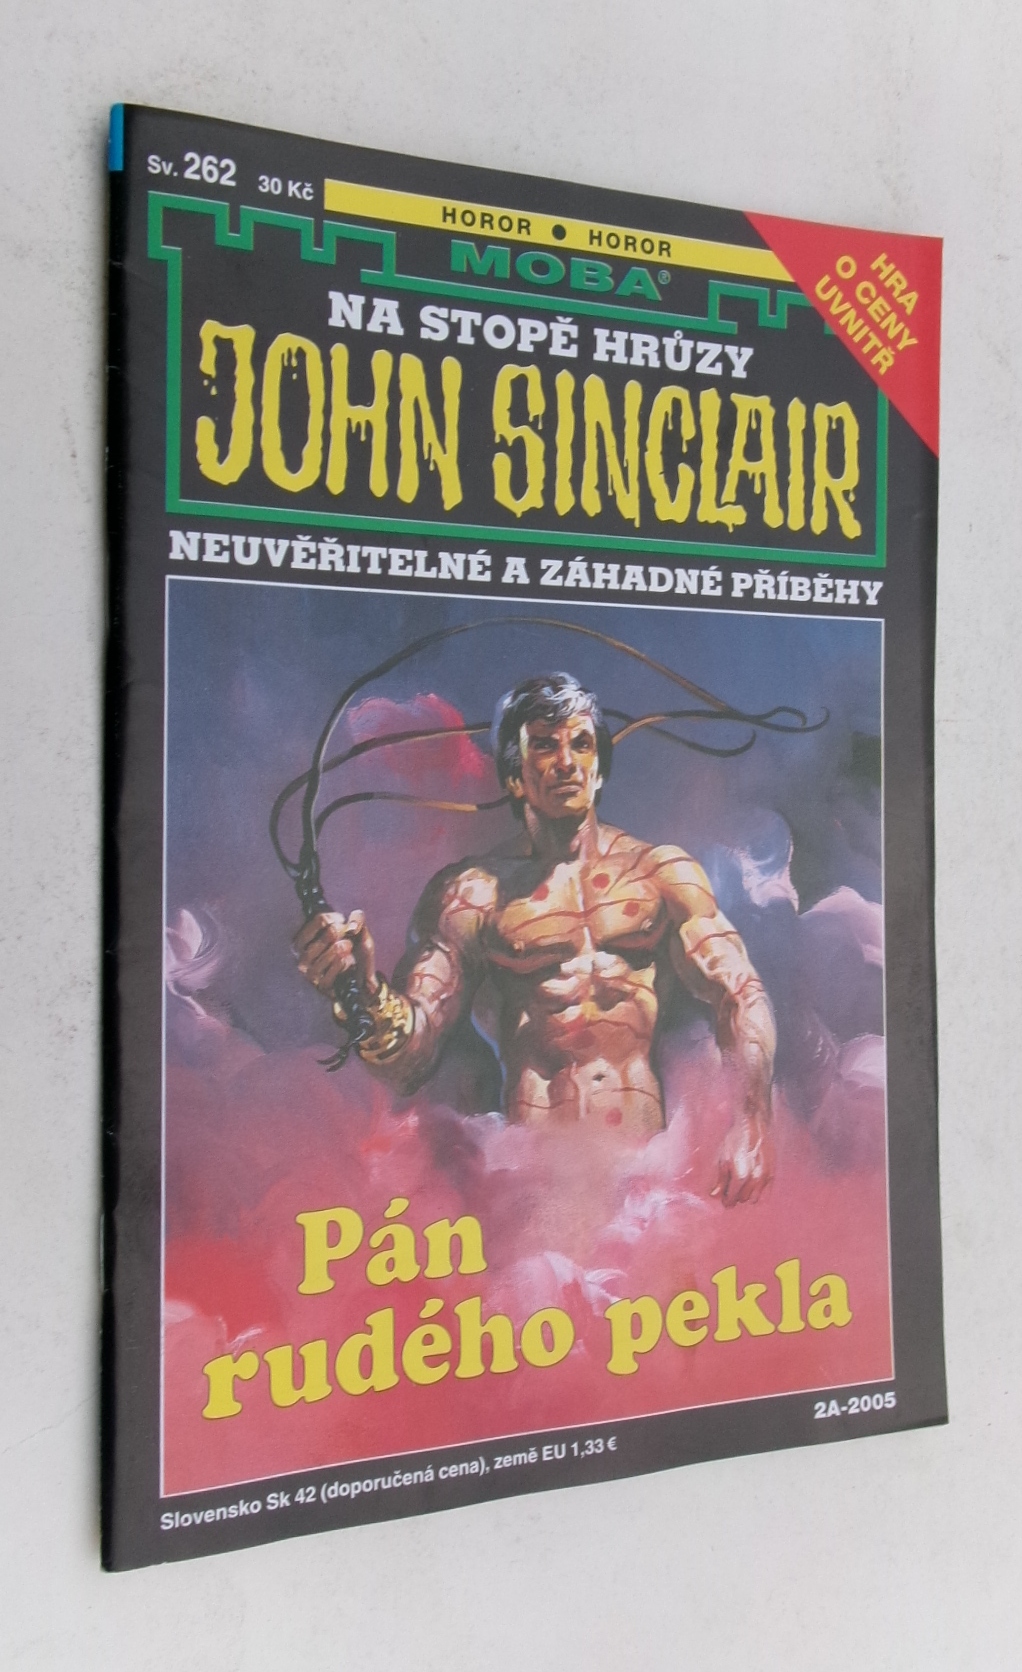 Sv. 262 30 Kč
HOROR ● HOROR
HRA
O CENY
UVNITŘ
MOBA®
NA STOPĚ HRŮZY
JOHN SINCLAIR
NEUVĚŘITELNÉ A ZÁHADNÉ PŘÍBĚHY
Pán
rudého pekla
2A-2005
Slovensko Sk 42 (doporučená cena), země EU 1,33 €